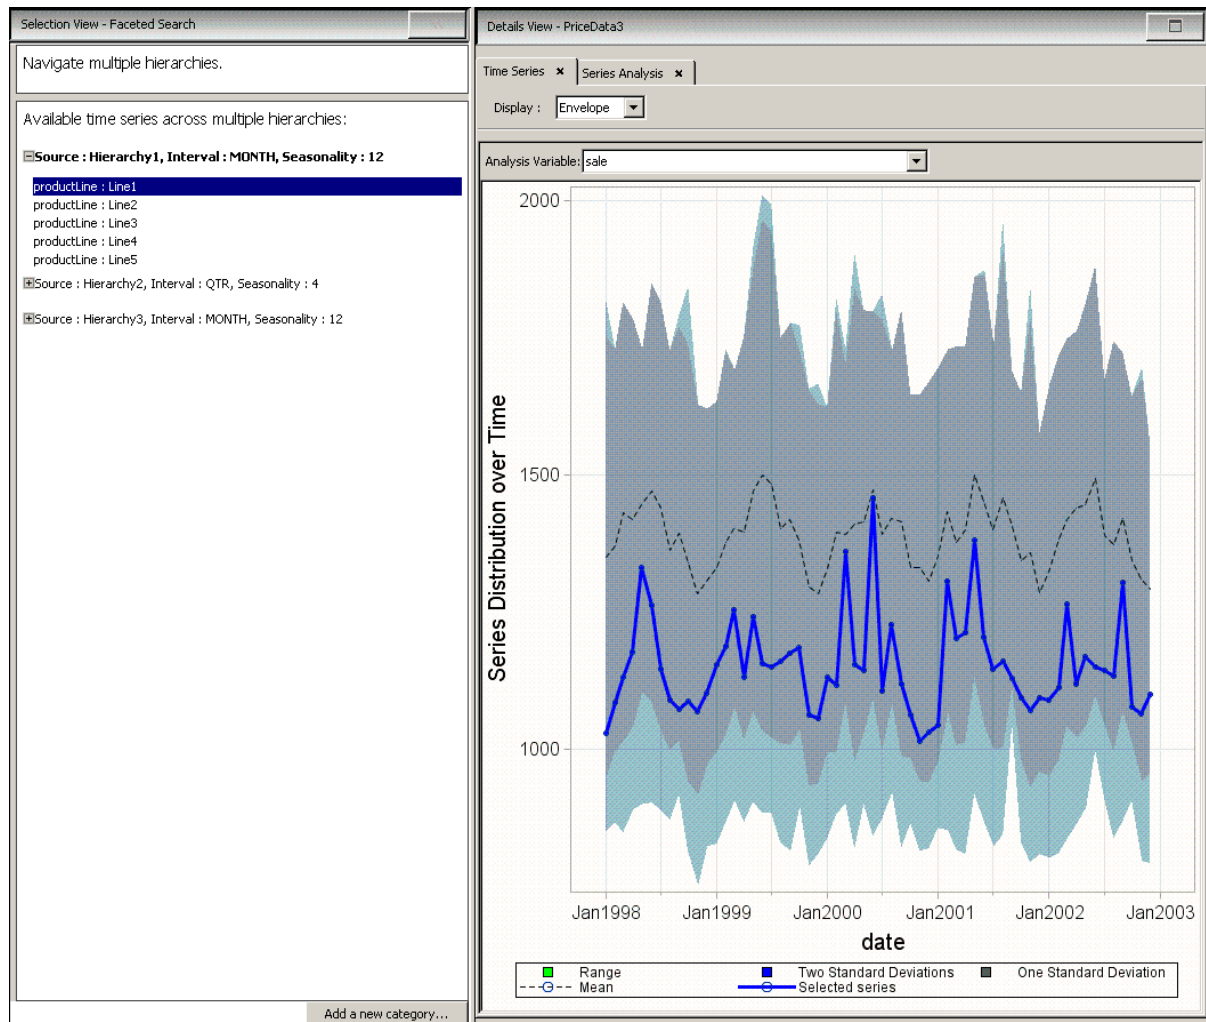 Selection View - Faceted Search
Navigate multiple hierarchies.
Available time series across multiple hierarchies:
Source : Hierarchy1, Interval : MONTH, Seasonality : 12
productLine : Line1
productLine : Line2
productLine : Line3
productLine : Line4
productLine : Line5
Source : Hierarchy2, Interval : QTR, Seasonality : 4
Source : Hierarchy3, Interval : MONTH, Seasonality : 12
Add a new category...
Details View - PriceData3
Time Series Series Analysis
Display : Envelope
Analysis Variable: sale
Series Distribution over Time
2000
1500
1000
Jan1998 Jan1999 Jan2000 Jan2001 Jan2002 Jan2003
date
Range Two Standard Deviations One Standard Deviation
Mean Selected series